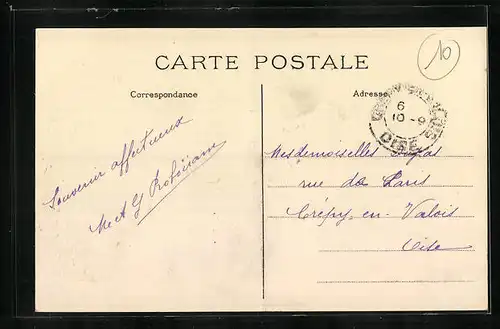 CARTE POSTALE
Correspondance
Adresse
10
6
10-9
OISE
Souvenir affectueux
M et A G
Mesdemoiselles Dupas
rue de Paris
Crépy-en-Valois
Oise